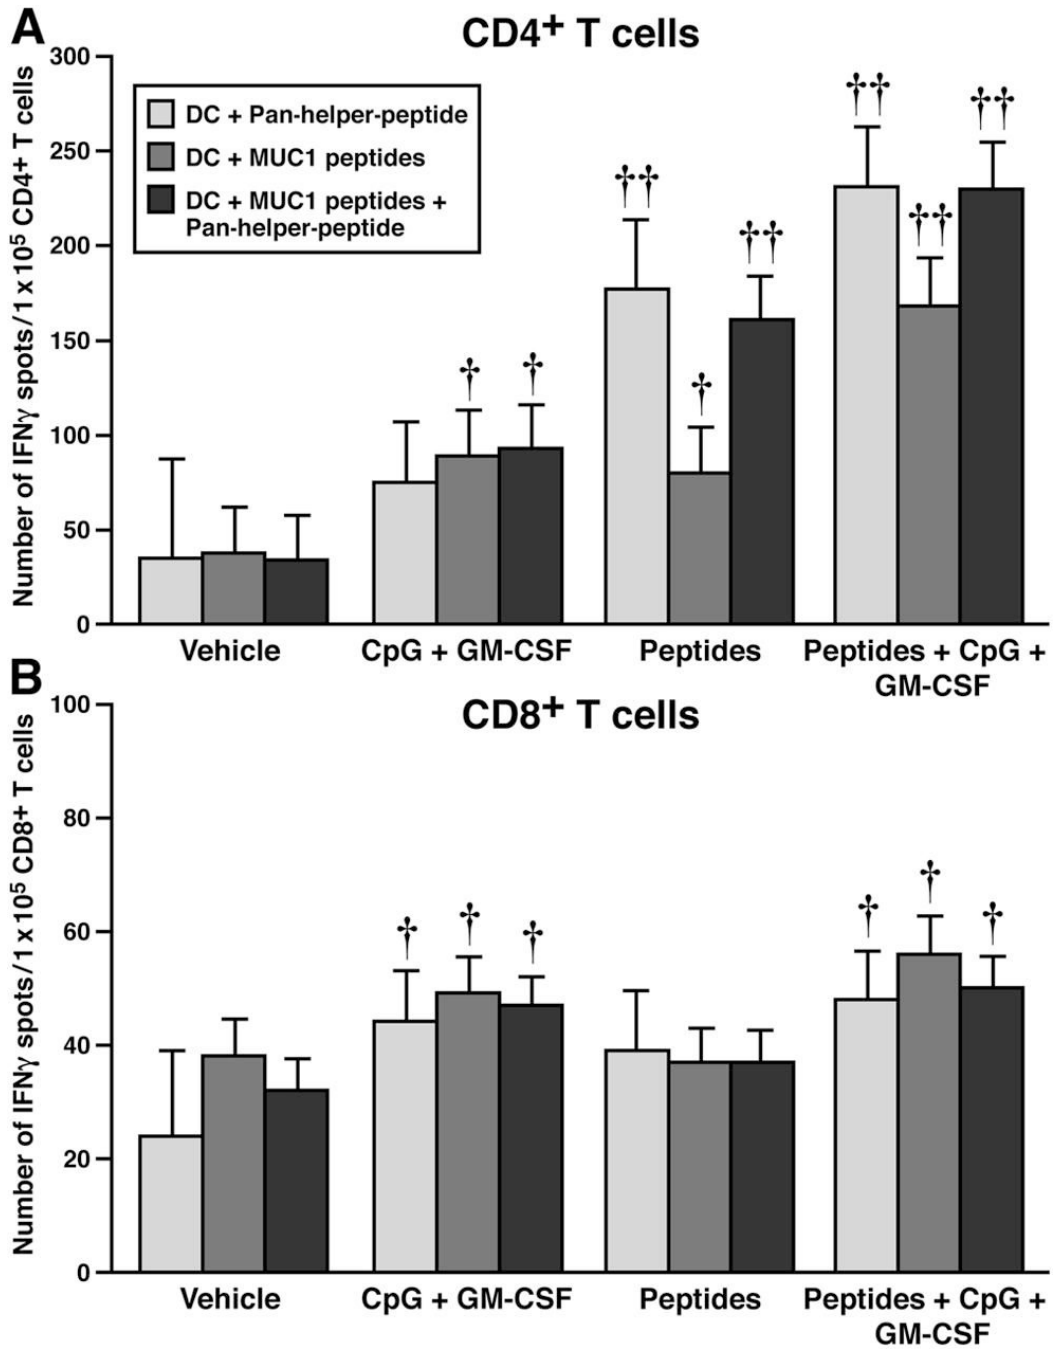 A
CD4+ T cells
Number of IFNγ spots/1 x 10⁵ CD4+ T cells
300
250
200
150
100
50
0
DC + Pan-helper-peptide
DC + MUC1 peptides
DC + MUC1 peptides +
Pan-helper-peptide
† †
† †
† †
† †
† †
†
†
†
Vehicle
CpG + GM-CSF
Peptides
Peptides + CpG +
GM-CSF
B
CD8+ T cells
Number of IFNγ spots/1 x 10⁵ CD8+ T cells
100
80
60
40
20
0
† † †
† † †
Vehicle
CpG + GM-CSF
Peptides
Peptides + CpG +
GM-CSF